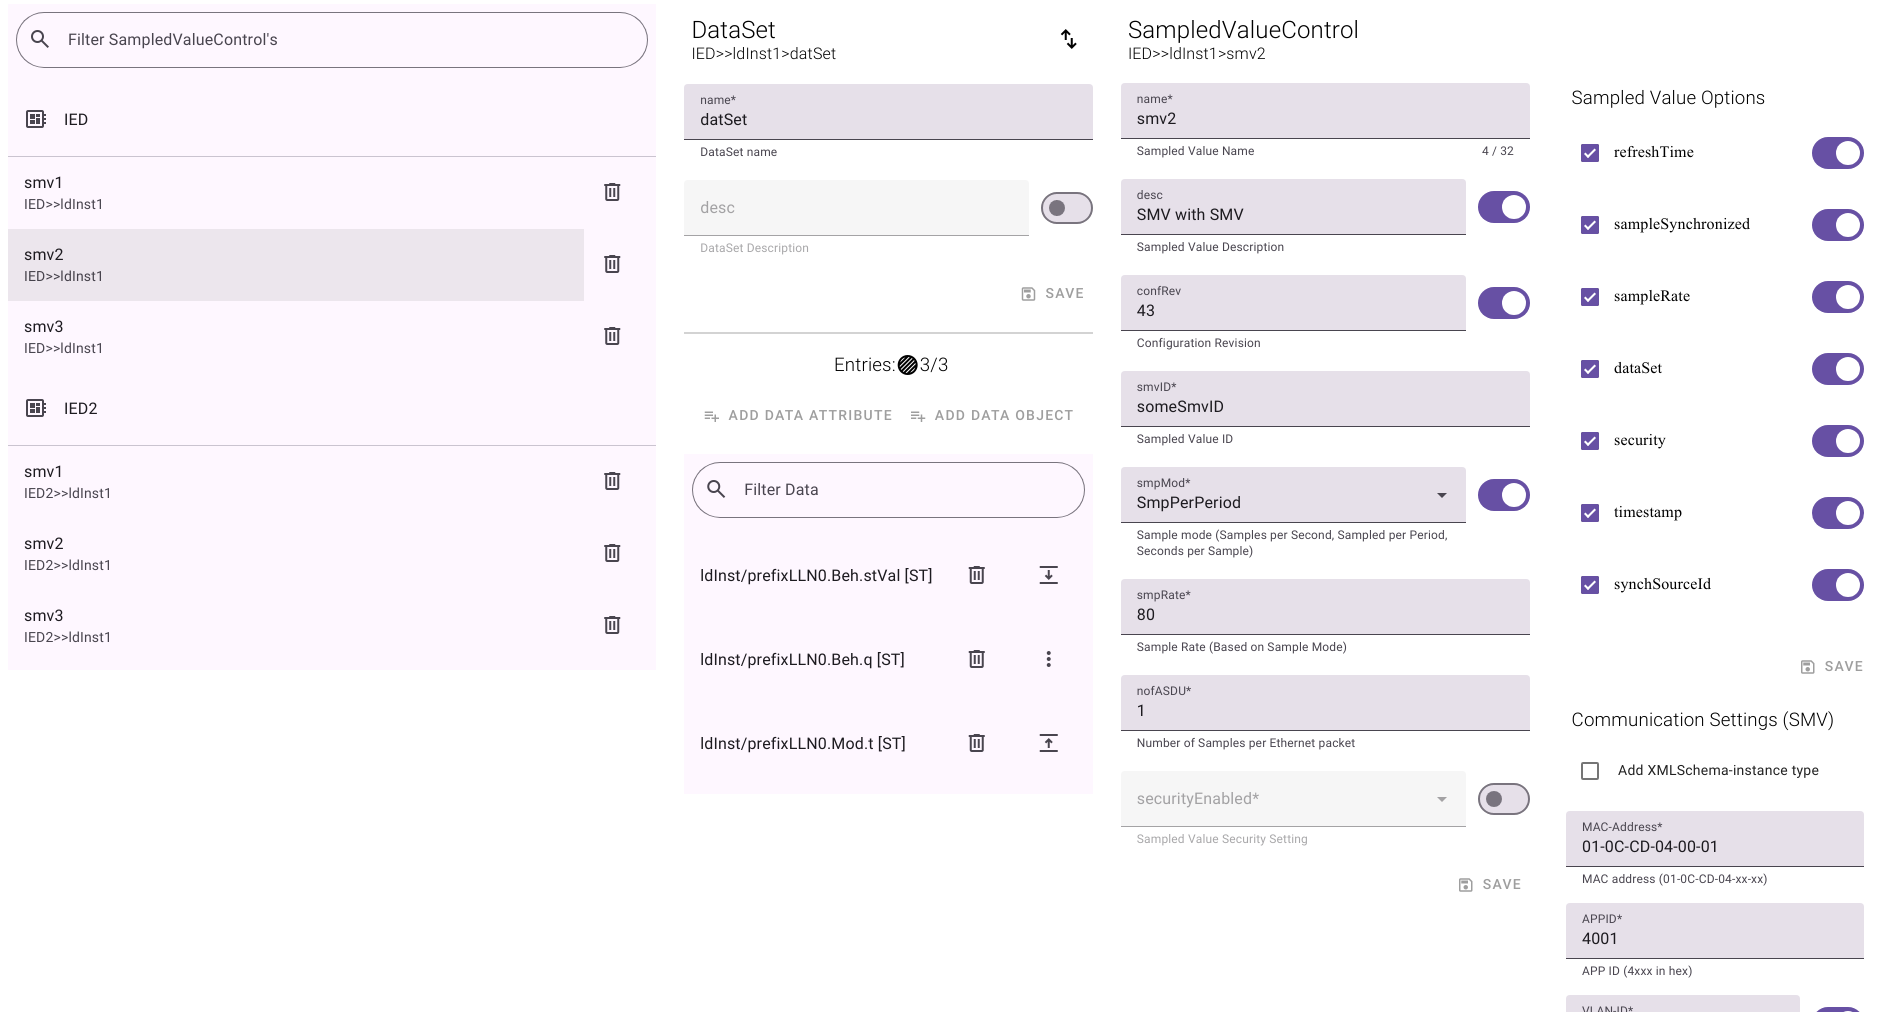 Filter SampledValueControl's
IED
smv1
IED>>ldInst1
smv2
IED>>ldInst1
smv3
IED>>ldInst1
IED2
smv1
IED2>>ldInst1
smv2
IED2>>ldInst1
smv3
IED2>>ldInst1
DataSet
IED>>ldInst1>datSet
name*
datSet
DataSet name
desc
DataSet Description
SAVE
Entries: 3/3
ADD DATA ATTRIBUTE
ADD DATA OBJECT
Filter Data
ldInst/prefixLLN0.Beh.stVal [ST]
ldInst/prefixLLN0.Beh.q [ST]
ldInst/prefixLLN0.Mod.t [ST]
SampledValueControl
IED>>ldInst1>smv2
name*
smv2
Sampled Value Name
4 / 32
desc
SMV with SMV
Sampled Value Description
confRev
43
Configuration Revision
smvID*
someSmvID
Sampled Value ID
smpMod*
SmpPerPeriod
Sample mode (Samples per Second, Sampled per Period,
Seconds per Sample)
smpRate*
80
Sample Rate (Based on Sample Mode)
nofASDU*
1
Number of Samples per Ethernet packet
securityEnabled*
Sampled Value Security Setting
SAVE
Sampled Value Options
refreshTime
sampleSynchronized
sampleRate
dataSet
security
timestamp
synchSourceId
SAVE
Communication Settings (SMV)
Add XMLSchema-instance type
MAC-Address*
01-0C-CD-04-00-01
MAC address (01-0C-CD-04-xx-xx)
APPID*
4001
APP ID (4xxx in hex)
VLAN-ID*